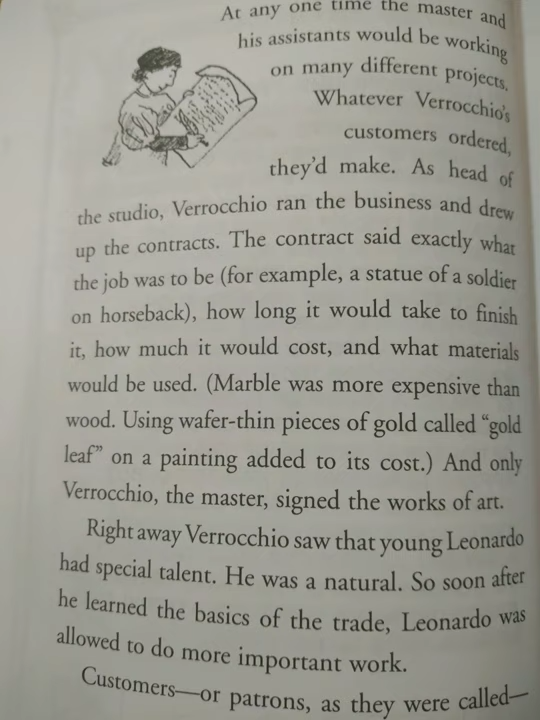 At any one time the master and
his assistants would be working
on many different projects.
Whatever Verrocchio's
customers ordered,
they'd make. As head of
the studio, Verrocchio ran the business and drew
up the contracts. The contract said exactly what
the job was to be (for example, a statue of a soldier
on horseback), how long it would take to finish
it, how much it would cost, and what materials
would be used. (Marble was more expensive than
wood. Using wafer-thin pieces of gold called “gold
leaf” on a painting added to its cost.) And only
Verrocchio, the master, signed the works of art.
Right away Verrocchio saw that young Leonardo
had special talent. He was a natural. So soon after
he learned the basics of the trade, Leonardo was
allowed to do more important work.
Customers—or patrons, as they were called—